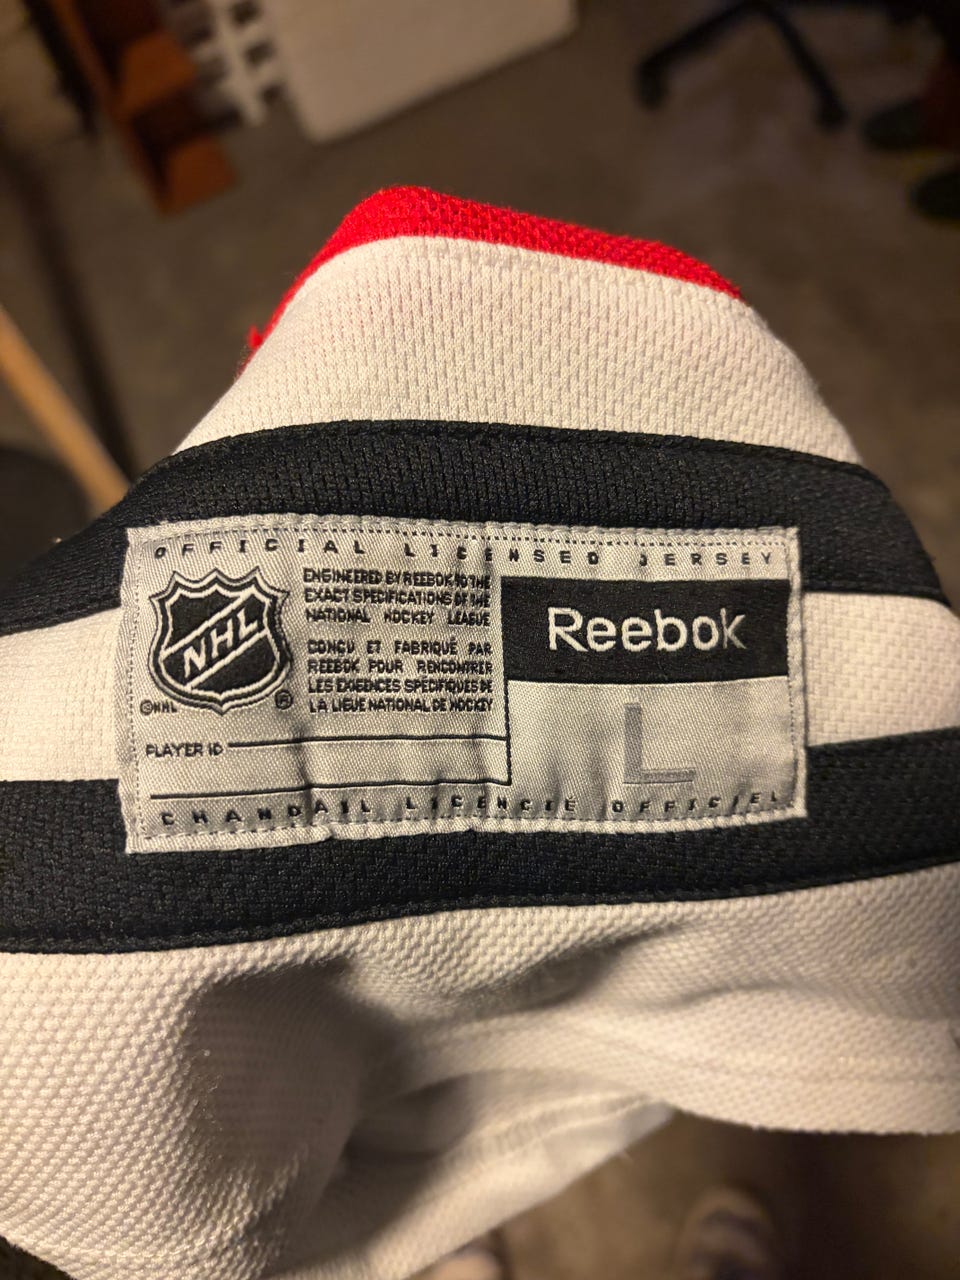 OFFICIAL LICENSED JERSEY
NHL
®
©NHL
ENGINEERED BY REEBOK TO THE
EXACT SPECIFICATIONS OF THE
NATIONAL HOCKEY LEAGUE
CONÇU ET FABRIQUÉ PAR
REEBOK POUR RENCONTRER
LES EXIGENCES SPÉCIFIQUES DE
LA LIGUE NATIONAL DE HOCKEY
Reebok
L
PLAYER ID
CHANDAIL LICENCIÉ OFFICIEL